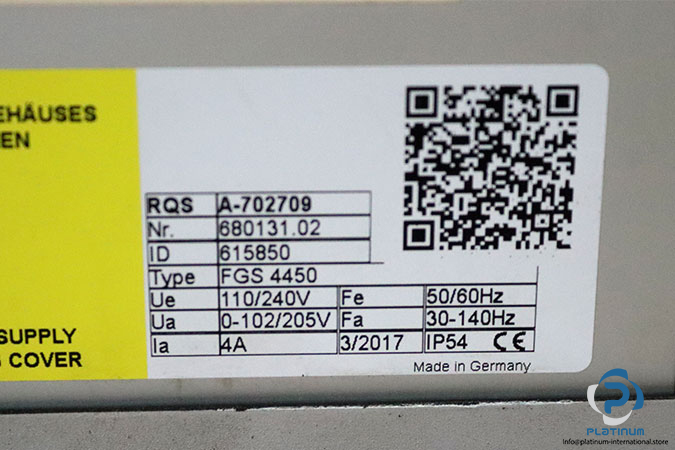 EHÄUSES
EN
RQS A-702709
Nr. 680131.02
ID 615850
Type FGS 4450
Ue 110/240V Fe 50/60Hz
Ua 0-102/205V Fa 30-140Hz
Ia 4A 3/2017 IP54 CE
SUPPLY
COVER
Made in Germany
PLATINUM
info@platinum-international.store